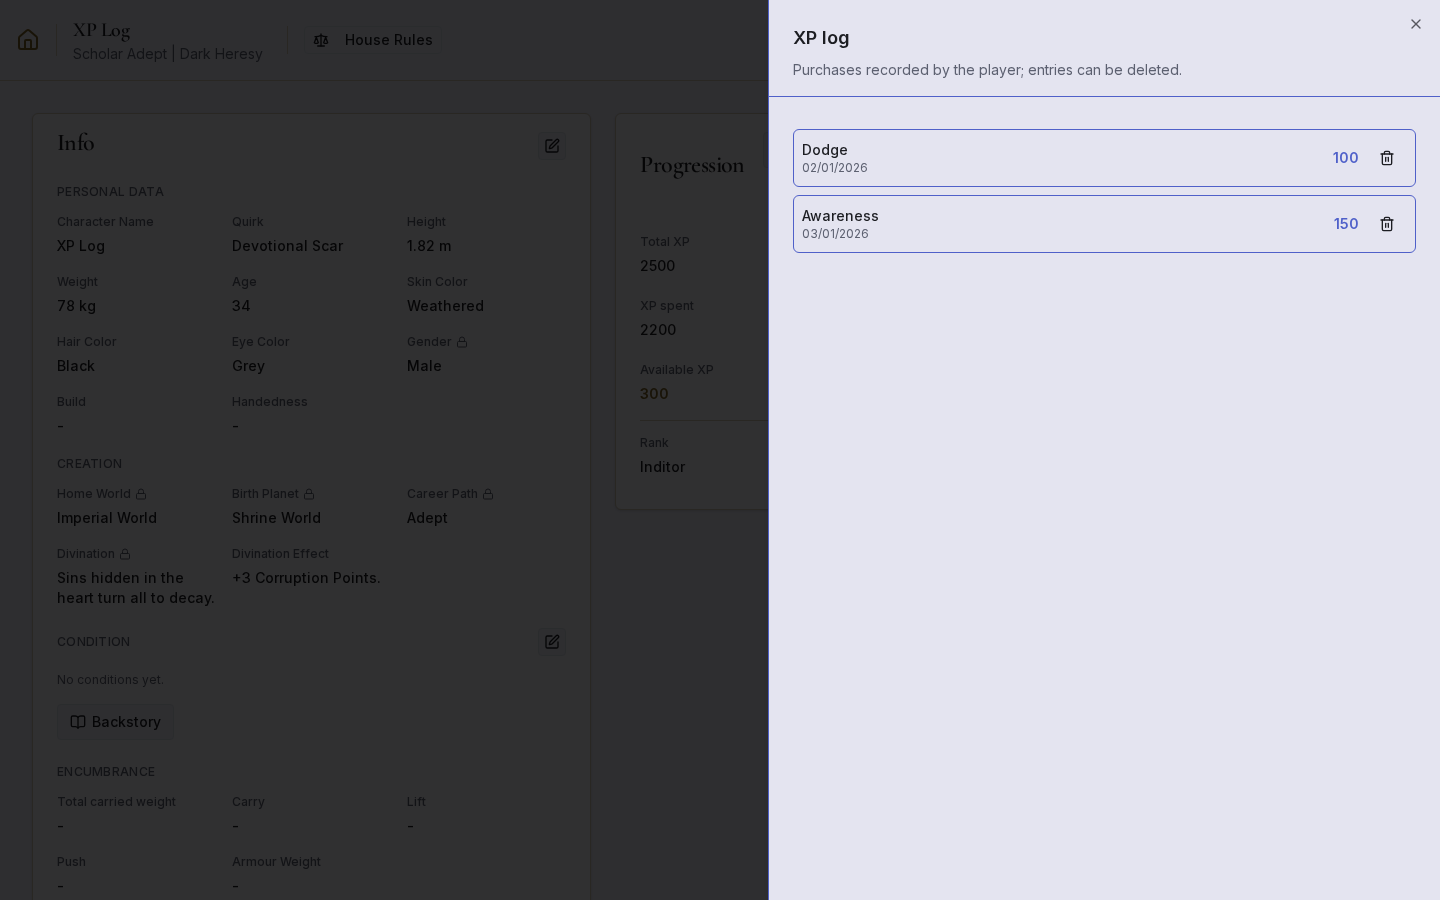 XP Log
Scholar Adept | Dark Heresy
House Rules
Info
PERSONAL DATA
Character Name
Quirk
Height
XP Log
Devotional Scar
1.82 m
Weight
Age
Skin Color
78 kg
34
Weathered
Hair Color
Eye Color
Gender
Black
Grey
Male
Build
Handedness
-
-
CREATION
Home World
Birth Planet
Career Path
Imperial World
Shrine World
Adept
Divination
Divination Effect
Sins hidden in the
heart turn all to decay.
+3 Corruption Points.
CONDITION
No conditions yet.
Backstory
ENCUMBRANCE
Total carried weight
Carry
Lift
-
-
-
Push
Armour Weight
-
-
Progression
Total XP
2500
XP spent
2200
Available XP
300
Rank
Inditor
XP log
Purchases recorded by the player; entries can be deleted.
Dodge
02/01/2026
100
Awareness
03/01/2026
150